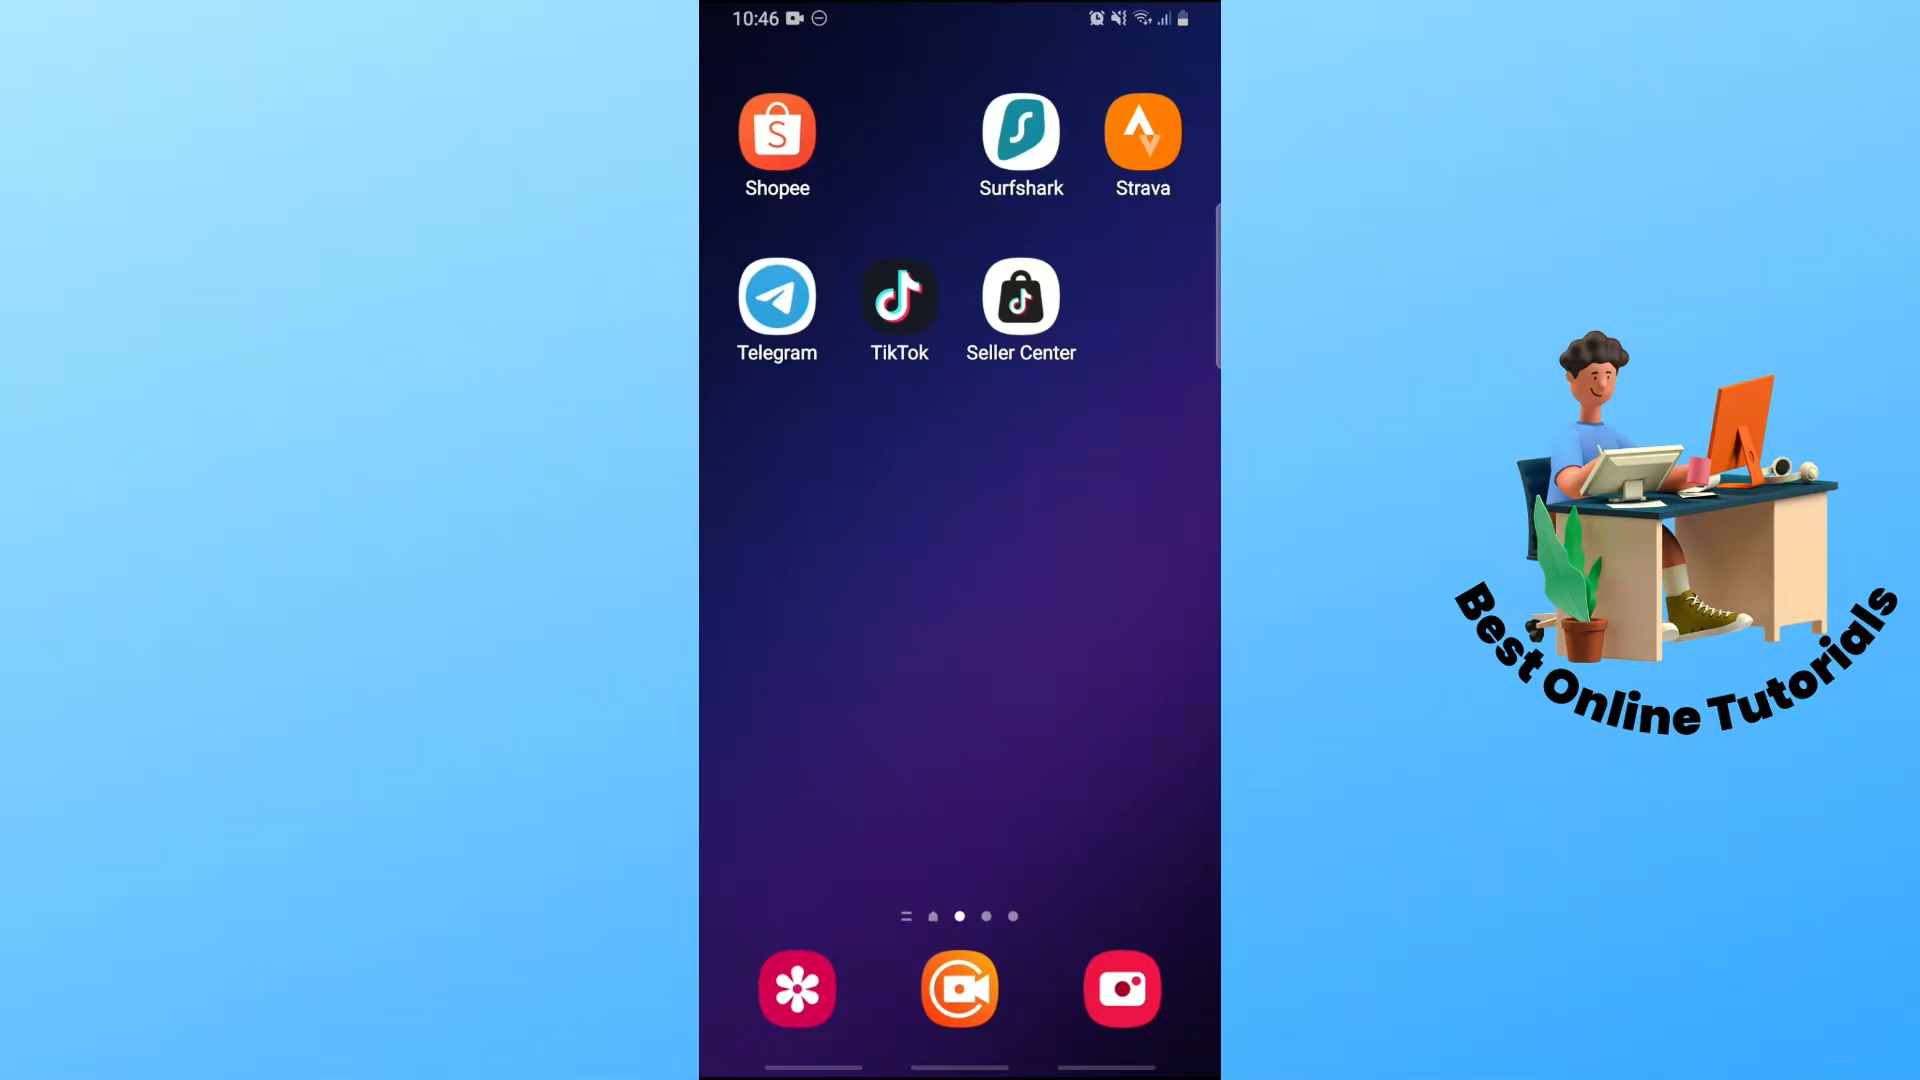 10:46
Shopee
Surfshark
Strava
Telegram
TikTok
Seller Center
Best Online Tutorials